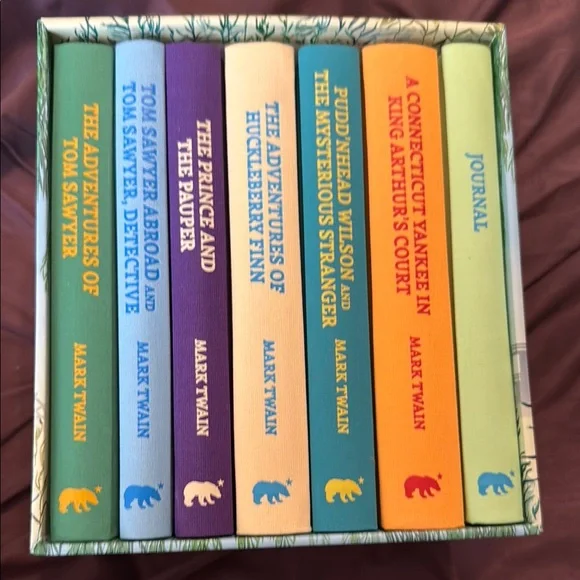 THE ADVENTURES OF
TOM SAWYER
MARK TWAIN
TOM SAWYER ABROAD AND
TOM SAWYER, DETECTIVE
MARK TWAIN
THE PRINCE AND
THE PAUPER
MARK TWAIN
THE ADVENTURES OF
HUCKLEBERRY FINN
MARK TWAIN
PUDD'NHEAD WILSON AND
THE MYSTERIOUS STRANGER
MARK TWAIN
A CONNECTICUT YANKEE IN
KING ARTHUR'S COURT
MARK TWAIN
JOURNAL